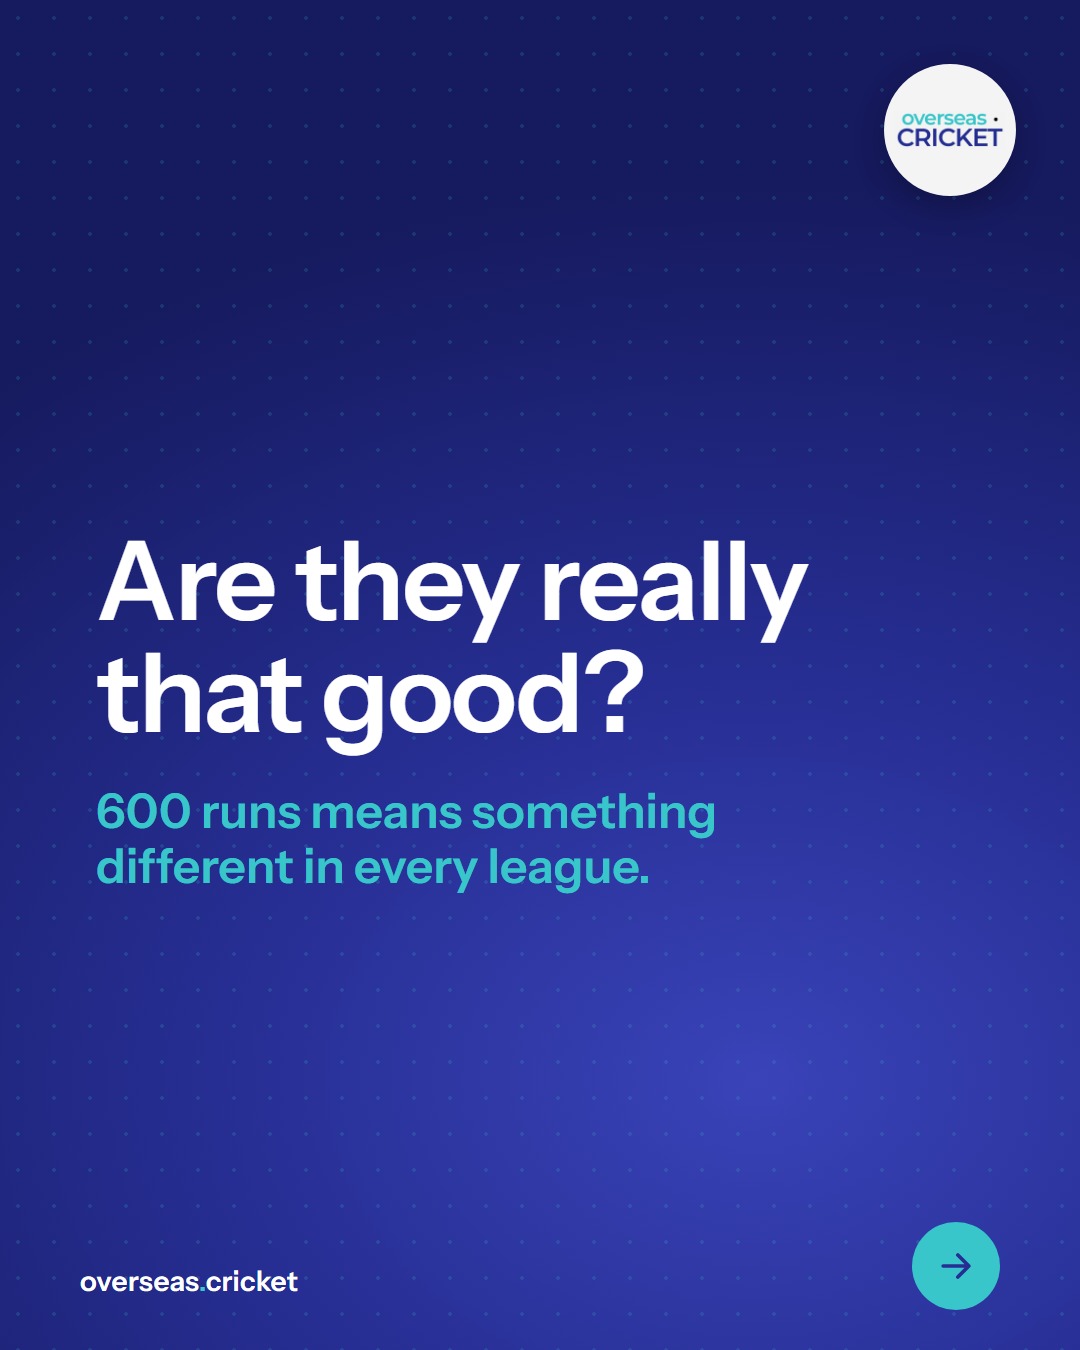 overseas ·
CRICKET
Are they really
that good?
600 runs means something
different in every league.
overseas.cricket